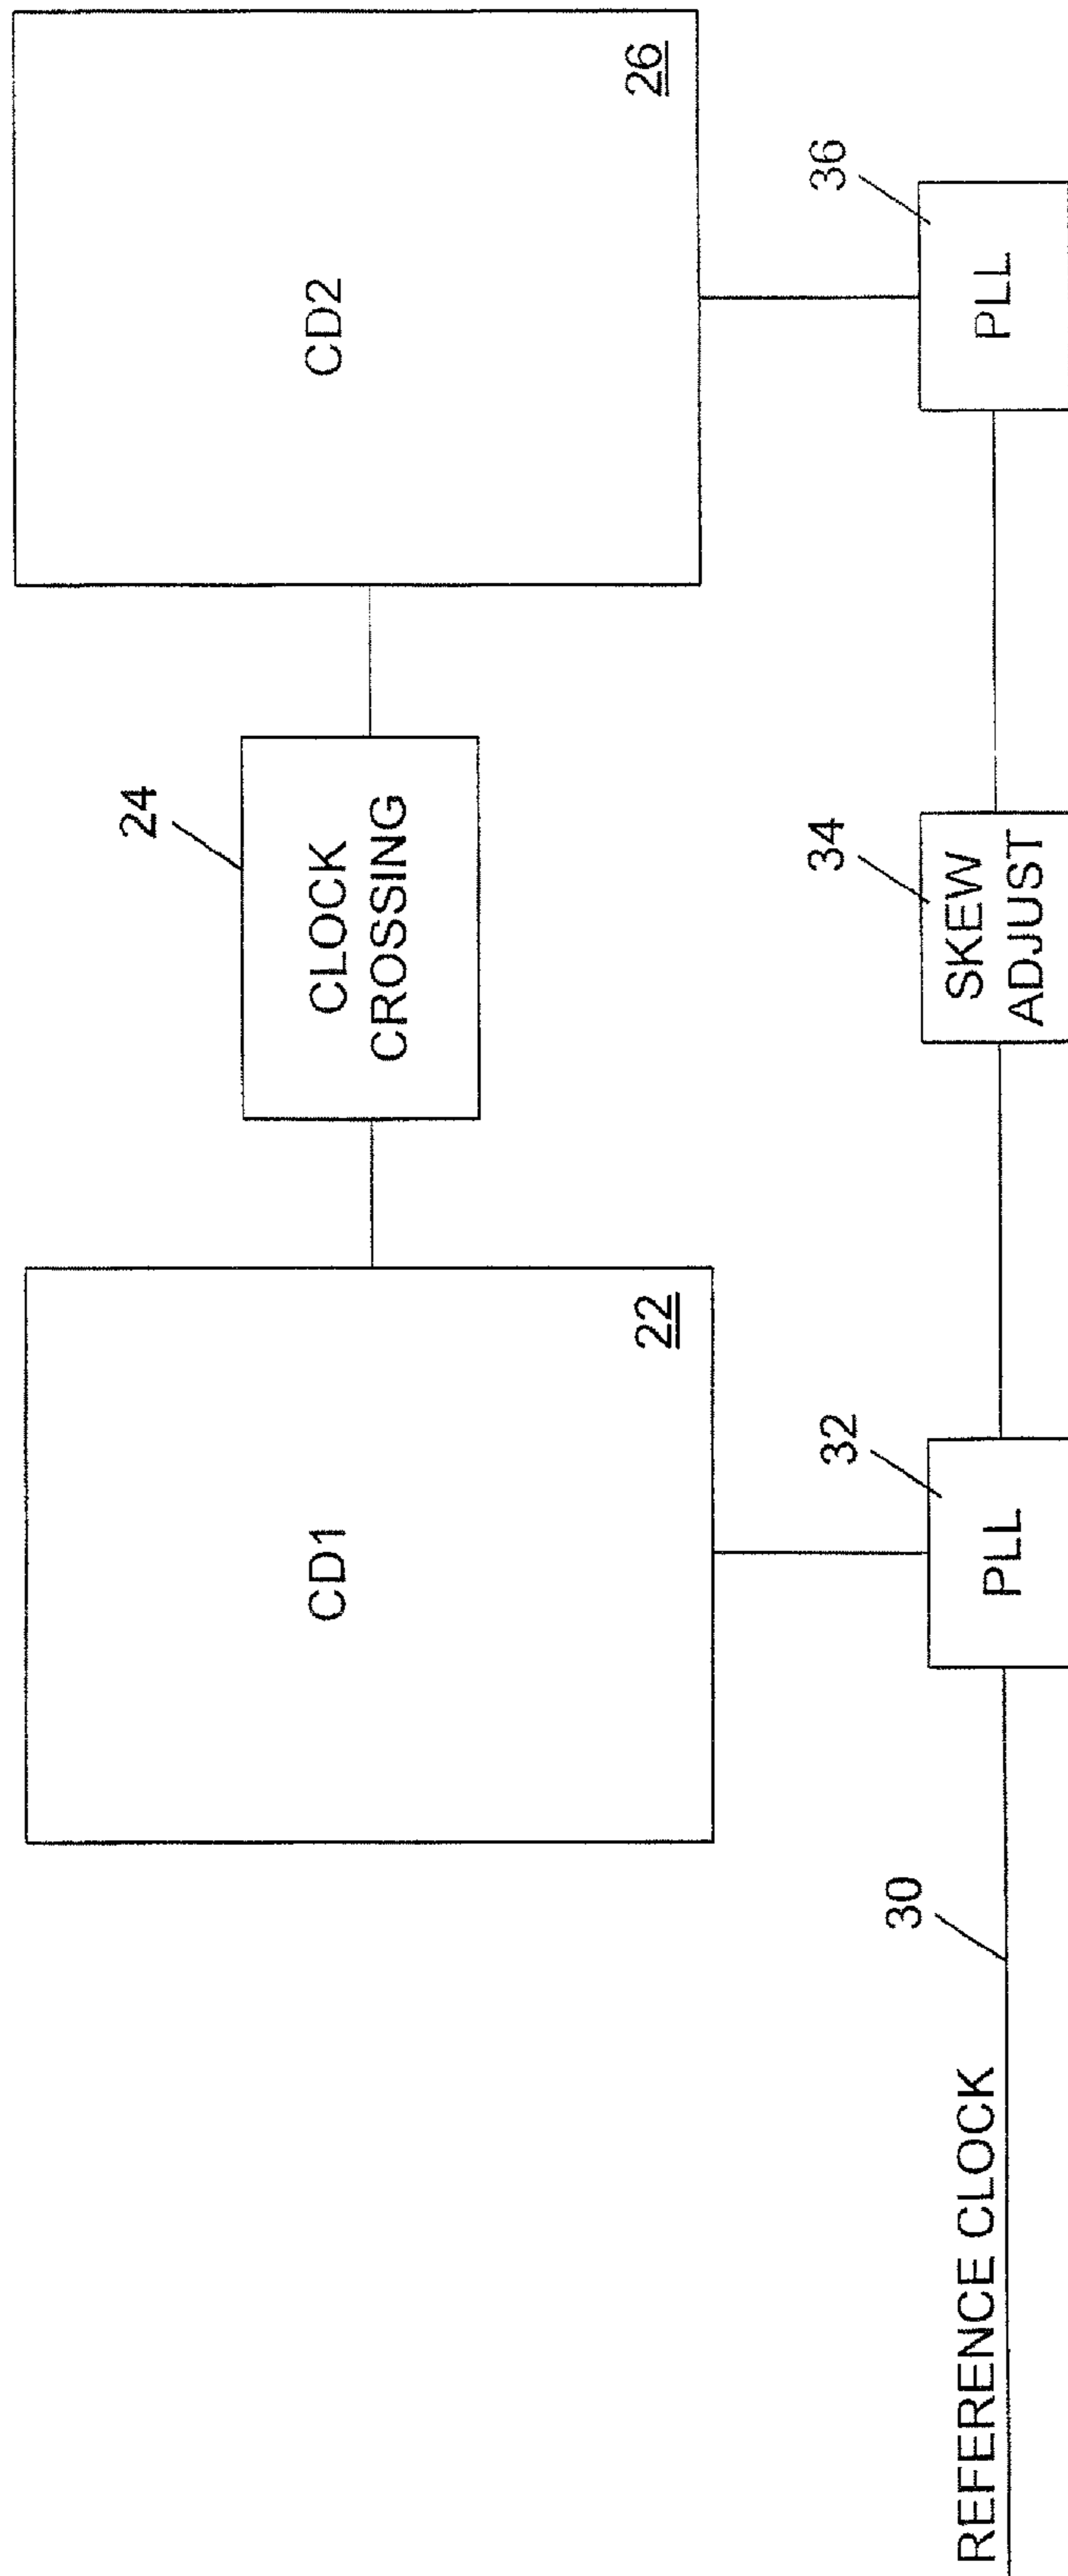 CD1
22
24
CLOCK
CROSSING
CD2
26
REFERENCE CLOCK
30
32
PLL
34
SKEW
ADJUST
36
PLL